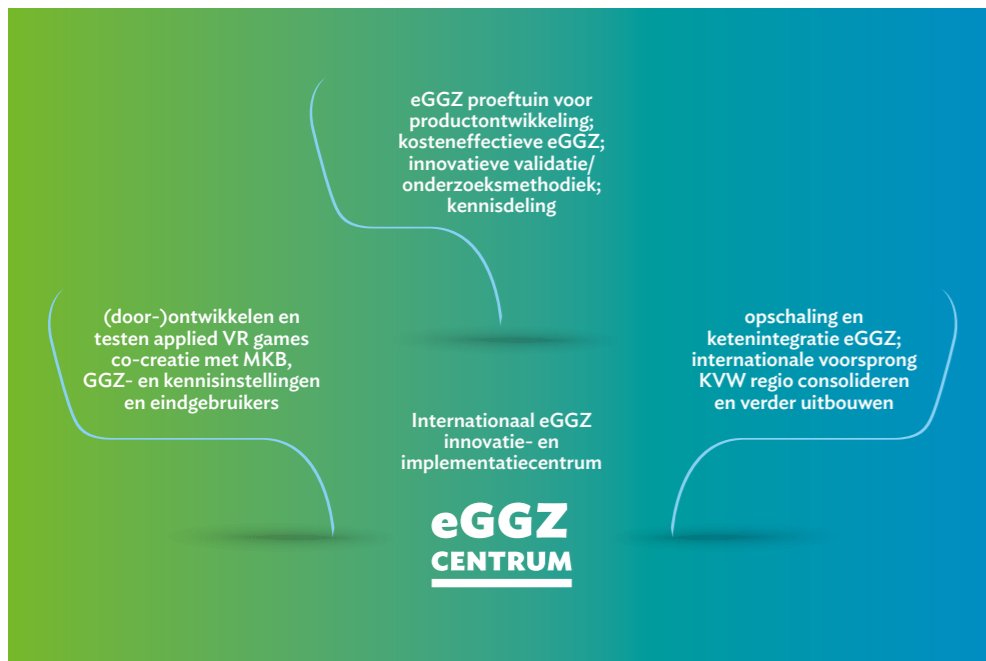 eGGZ proeftuin voor
productontwikkeling;
kosteneffectieve eGGZ;
innovatieve validatie/
onderzoeksmethodiek;
kennisdeling
(door-)ontwikkelen en
testen applied VR games
co-creatie met MKB,
GGZ- en kennisinstellingen
en eindgebruikers
opschaling en
ketenintegratie eGGZ;
internationale voorsprong
KVW regio consolideren
en verder uitbouwen
Internationaal eGGZ
innovatie- en
implementatiecentrum
eGGZ
CENTRUM